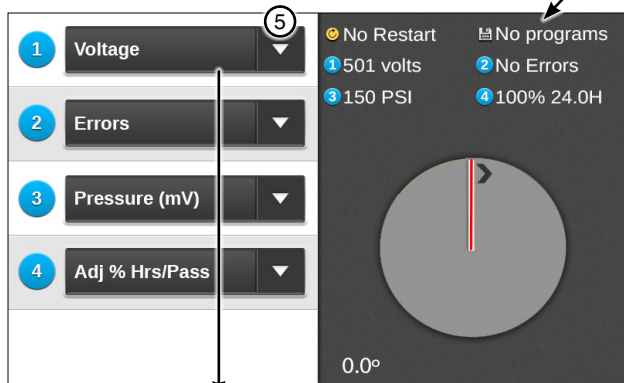 5
1 Voltage
2 Errors
3 Pressure (mV)
4 Adj % Hrs/Pass
No Restart No programs
1 501 volts 2 No Errors
3 150 PSI 4 100% 24.0H
0.0º